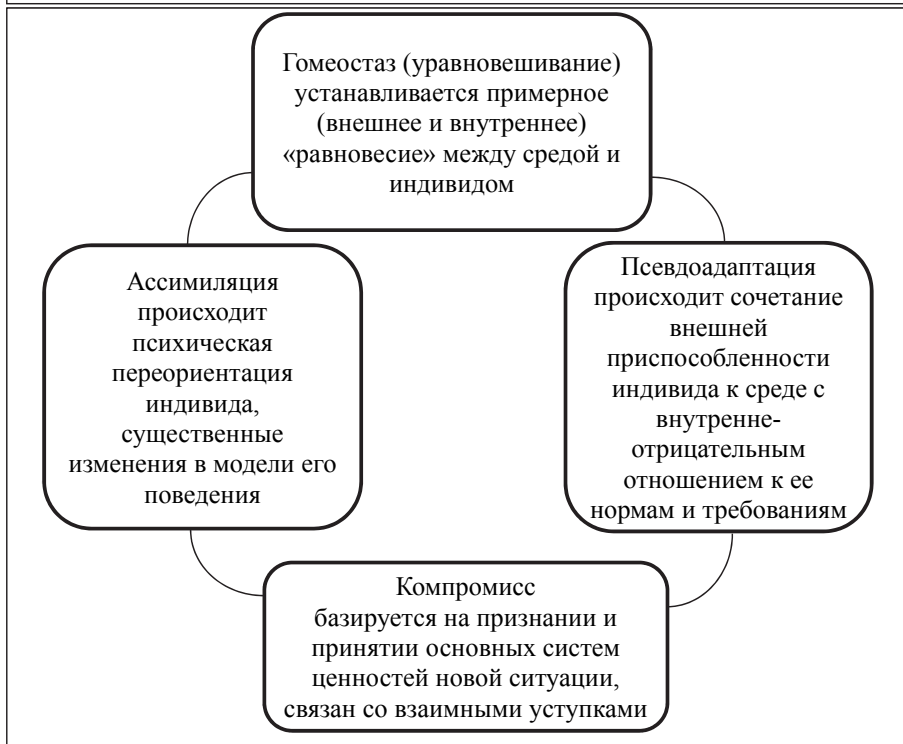 Гомеостаз (уравновешивание)
устанавливается примерное
(внешнее и внутреннее)
«равновесие» между средой и
индивидом
Ассимиляция
происходит
психическая
переориентация
индивида,
существенные
изменения в модели его
поведения
Псевдоадаптация
происходит сочетание
внешней
приспособленности
индивида к среде с
внутренне-
отрицательным
отношением к ее
нормам и требованиям
Компромисс
базируется на признании и
принятии основных систем
ценностей новой ситуации,
связан со взаимными уступками